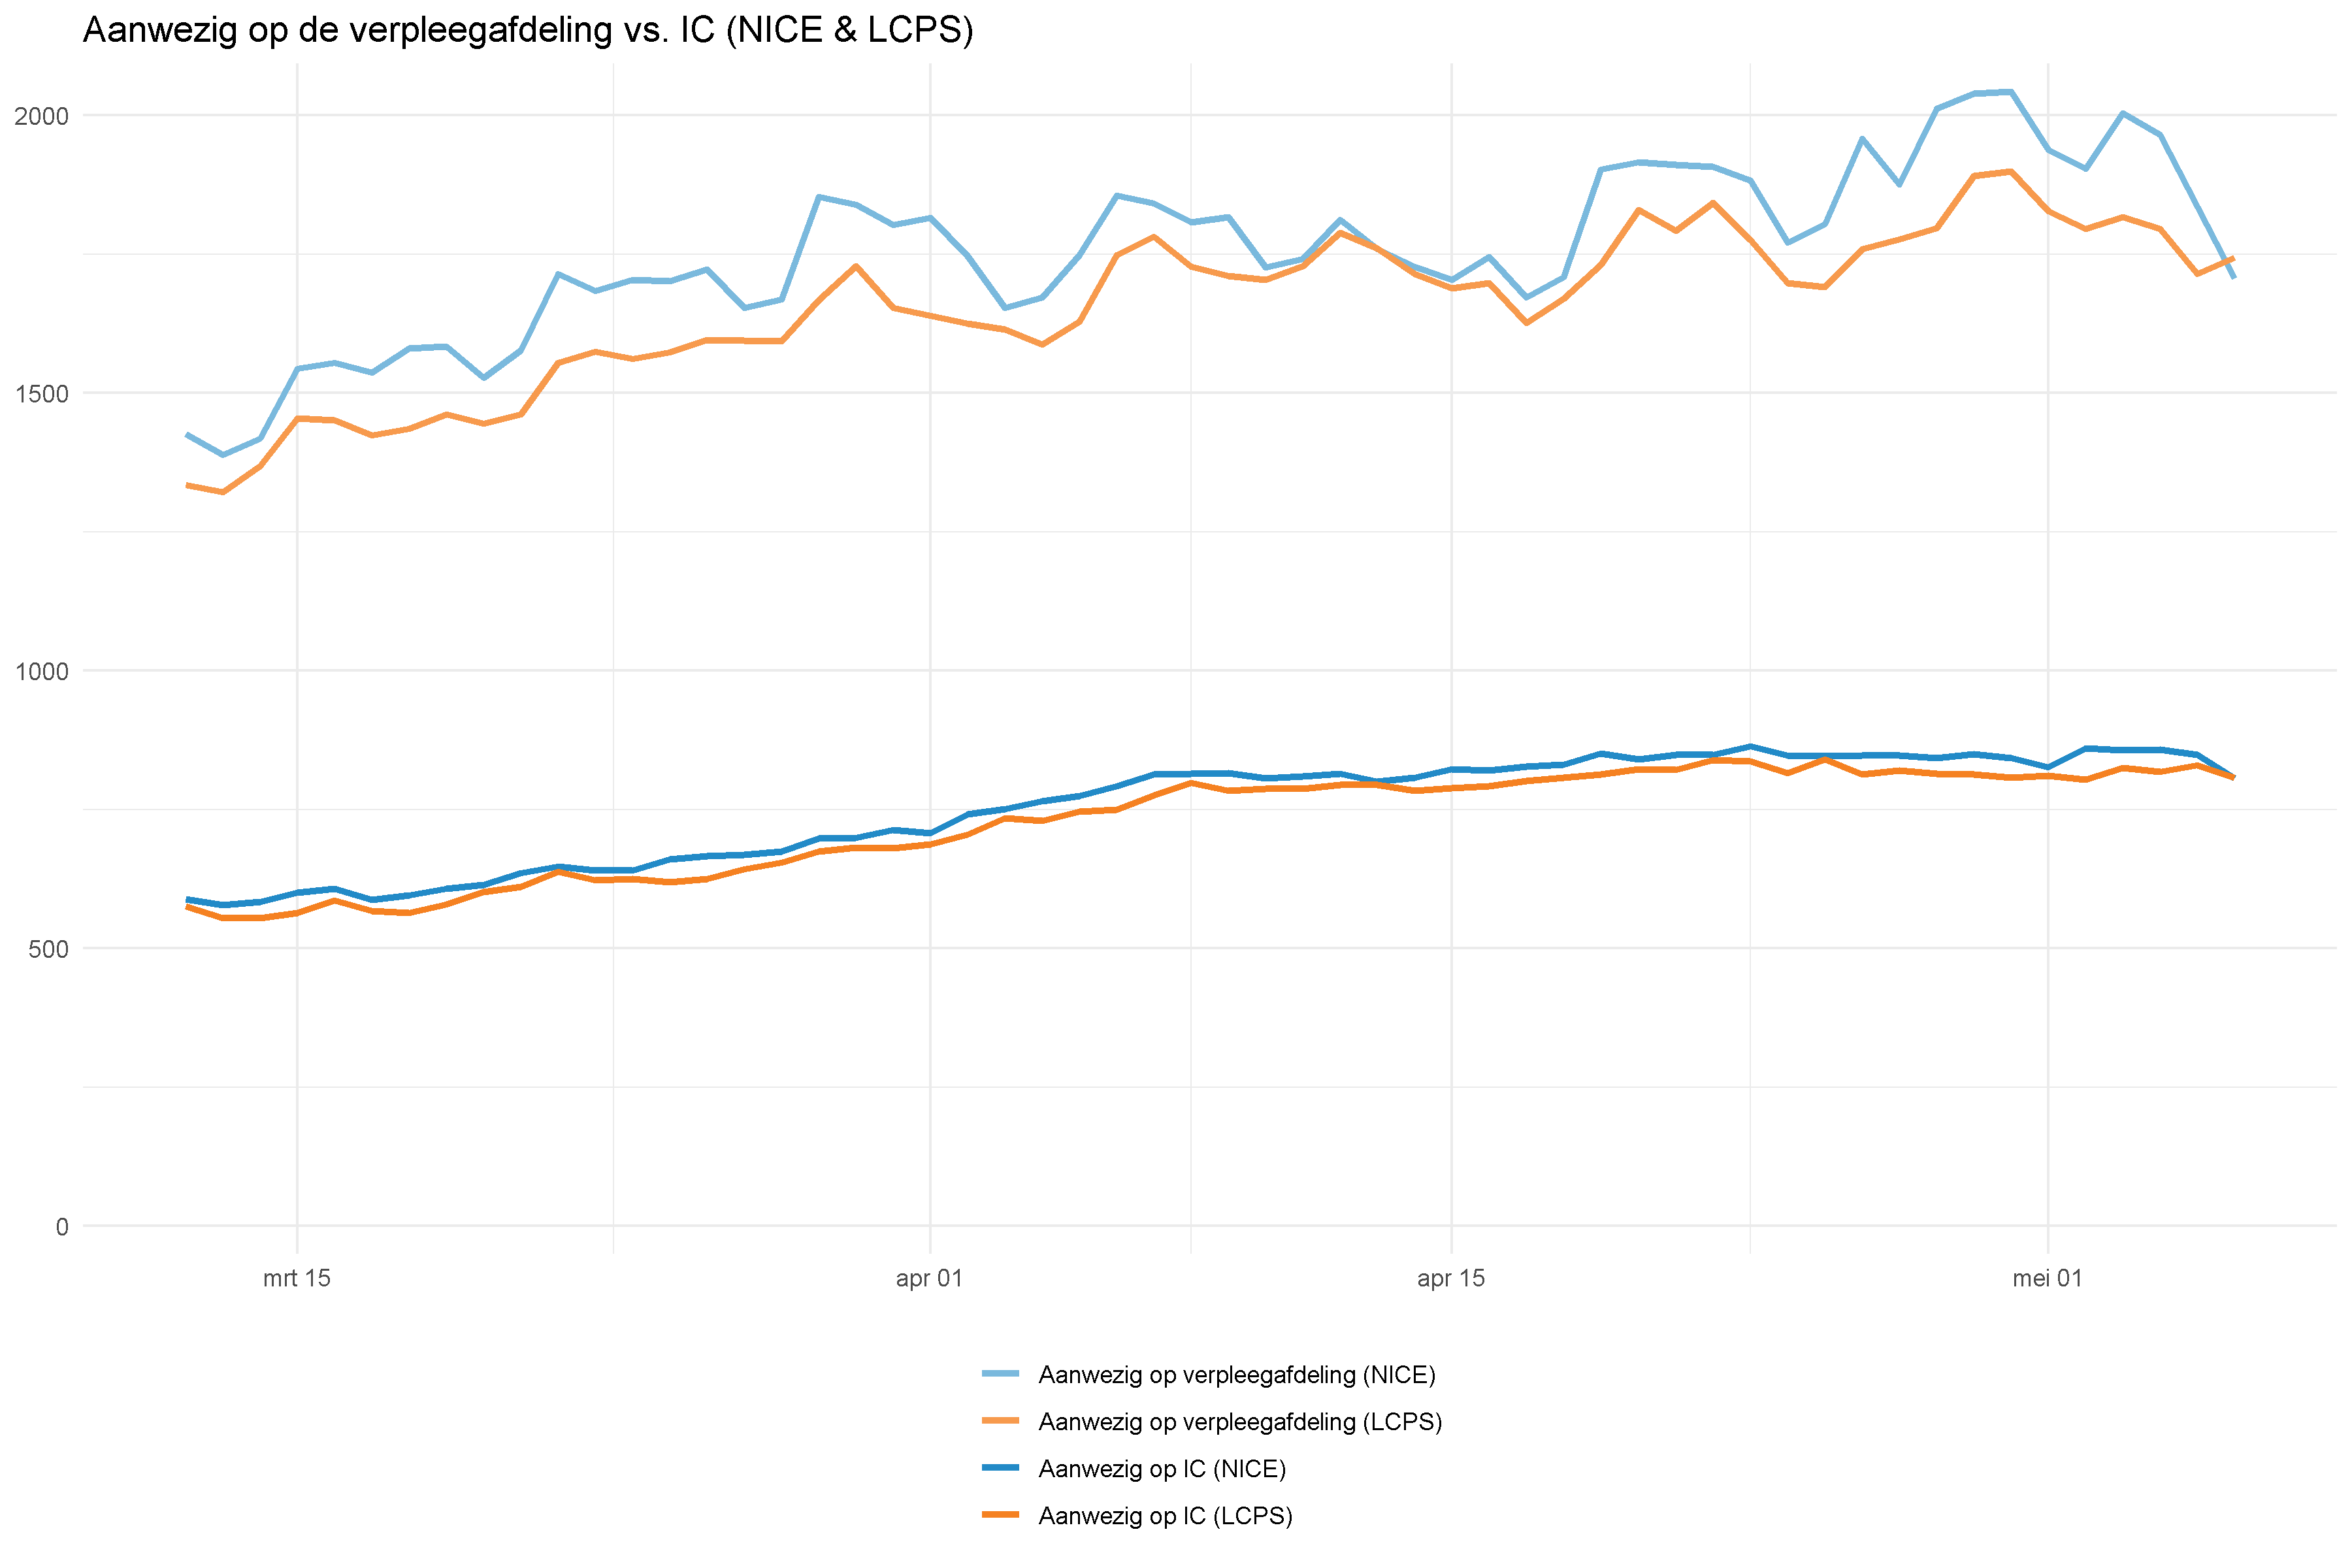 Aanwezig op de verpleegafdeling vs. IC (NICE & LCPS)
2000
1500
1000
500
0
mrt 15 apr 01 apr 15 mei 01
Aanwezig op verpleegafdeling (NICE)
Aanwezig op verpleegafdeling (LCPS)
Aanwezig op IC (NICE)
Aanwezig op IC (LCPS)